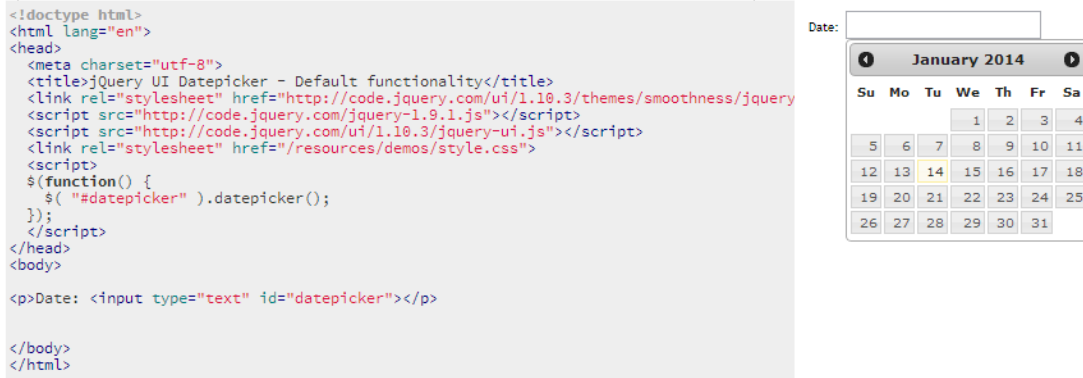 <!doctype html>
<html lang="en">
<head>
  <meta charset="utf-8">
  <title>jQuery UI Datepicker - Default functionality</title>
  <link rel="stylesheet" href="http://code.jquery.com/ui/1.10.3/themes/smoothness/jquery
  <script src="http://code.jquery.com/jquery-1.9.1.js"></script>
  <script src="http://code.jquery.com/ui/1.10.3/jquery-ui.js"></script>
  <link rel="stylesheet" href="/resources/demos/style.css">
  <script>
  $(function() {
    $( "#datepicker" ).datepicker();
  });
  </script>
</head>
<body>

<p>Date: <input type="text" id="datepicker"></p>


</body>
</html>
Date:
January 2014
Su Mo Tu We Th Fr Sa
1 2 3 4
5 6 7 8 9 10 11
12 13 14 15 16 17 18
19 20 21 22 23 24 25
26 27 28 29 30 31